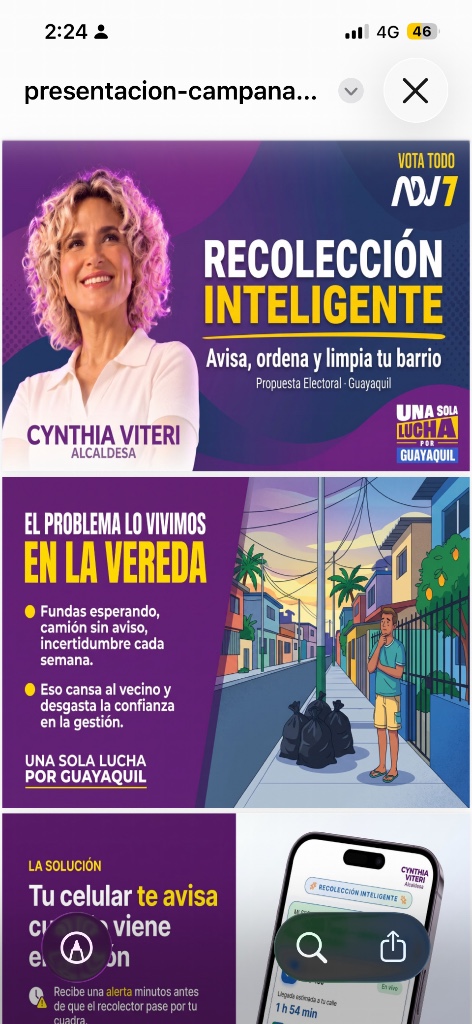 2:24
4G 46
presentacion-campana...
VOTA TODO
ADN 7
RECOLECCIÓN
INTELIGENTE
Avisa, ordena y limpia tu barrio
Propuesta Electoral · Guayaquil
CYNTHIA VITERI
ALCALDESA
UNA SOLA
LUCHA
POR
GUAYAQUIL
EL PROBLEMA LO VIVIMOS
EN LA VEREDA
Fundas esperando,
camión sin aviso,
incertidumbre cada
semana.
Eso cansa al vecino y
desgasta la confianza
en la gestión.
UNA SOLA LUCHA
POR GUAYAQUIL
LA SOLUCIÓN
Tu celular te avisa
viene
Recibe una alerta minutos antes
de que el recolector pase por tu
cuadra.
CYNTHIA
VITERI
Alcaldesa
RECOLECCIÓN INTELIGENTE
En vivo
Llegada estimada a tu calle
1 h 54 min